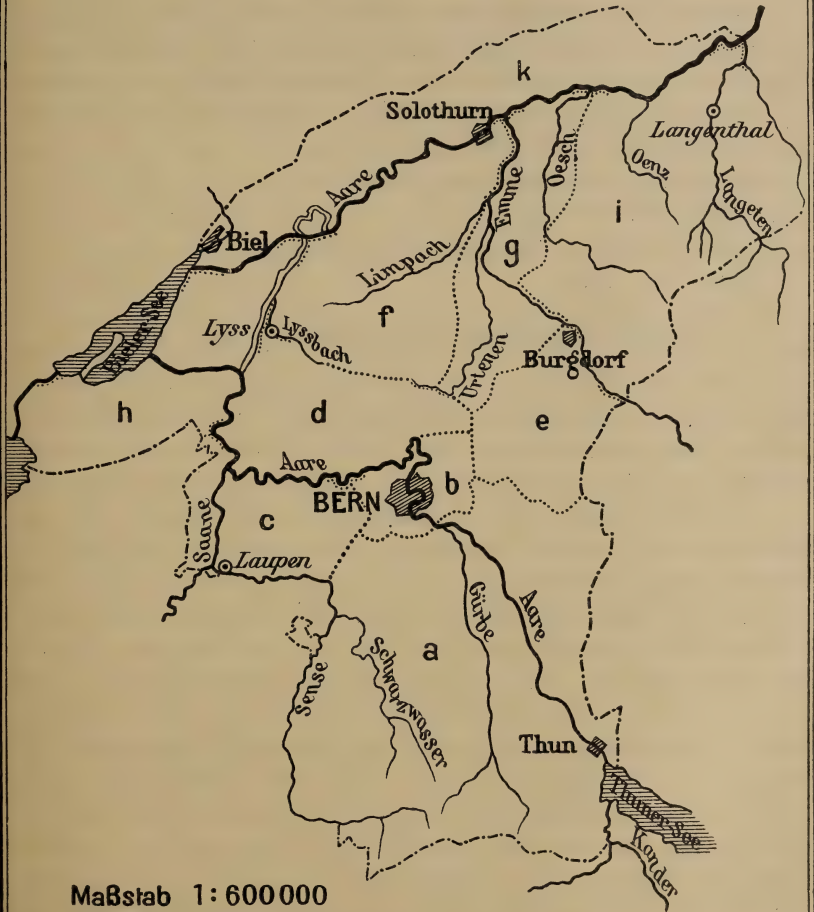 k
Solothurn
Langenthal
Oesch
Oenz
Aare
Emme
Langeten
i
Biel
g
Limpach
f
Bieler See
Lyss
Lyssbach
Urtenen
Burgdorf
h
d
e
Aare
b
BERN
c
Saane
Laupen
Gürbe
Aare
a
Sense
Schwarzwasser
Thun
Thuner See
Kander
Maßstab 1:600000